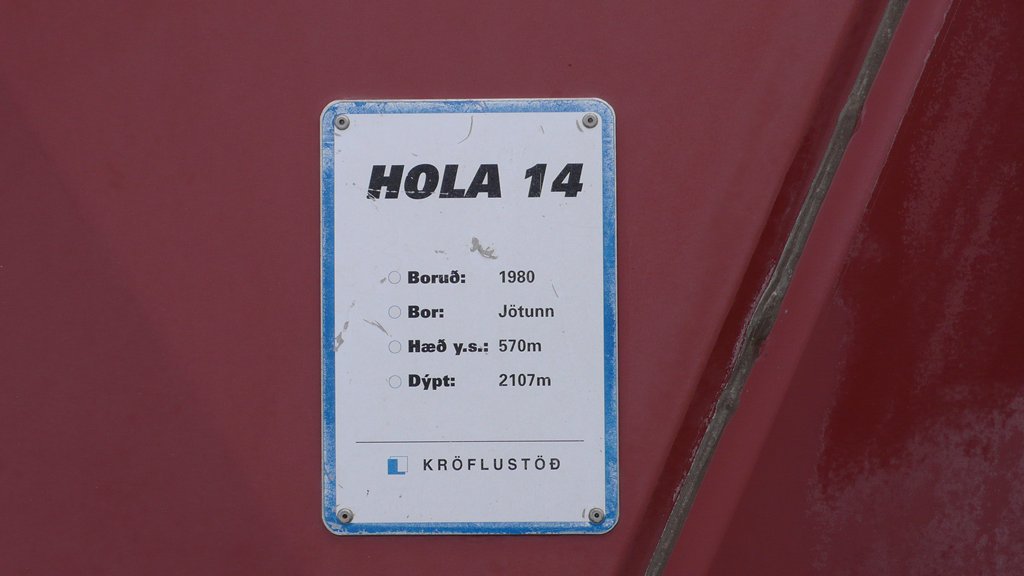 HOLA 14
Boruð: 1980
Bor: Jötunn
Hæð y.s.: 570m
Dýpt: 2107m
KRÖFLUSTÖÐ